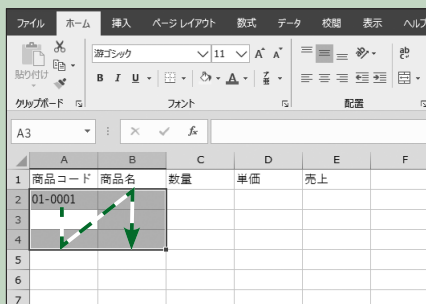 ファイル ホーム 挿入 ページ レイアウト 数式 データ 校閲 表示 ヘルプ
貼り付け
游ゴシック 11 A A
B I U A 亜
ab
クリップボード フォント 配置
A3 fx
A B C D E F
1 商品コード 商品名 数量 単価 売上
2 01-0001
3
4
5
6
7